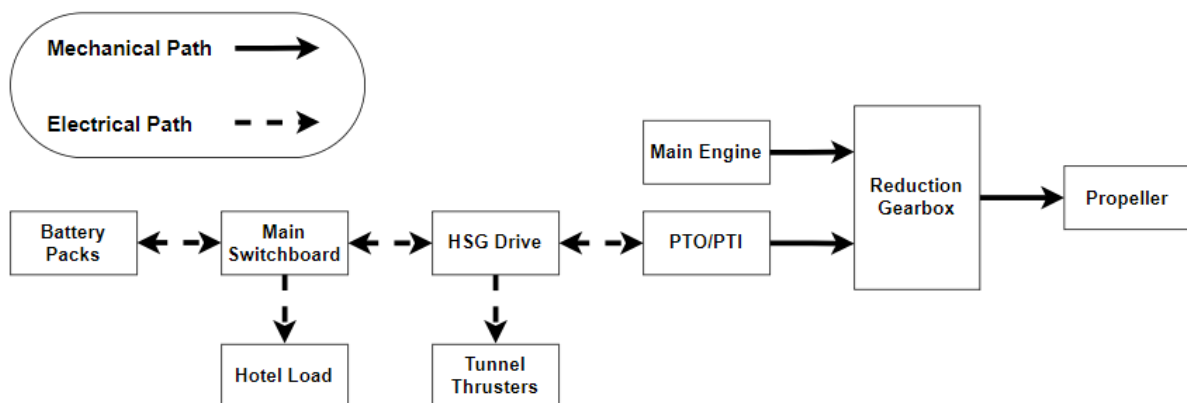 Mechanical Path
Electrical Path
Main Engine
Reduction
Gearbox
Propeller
Battery
Packs
Main
Switchboard
HSG Drive
PTO/PTI
Hotel Load
Tunnel
Thrusters